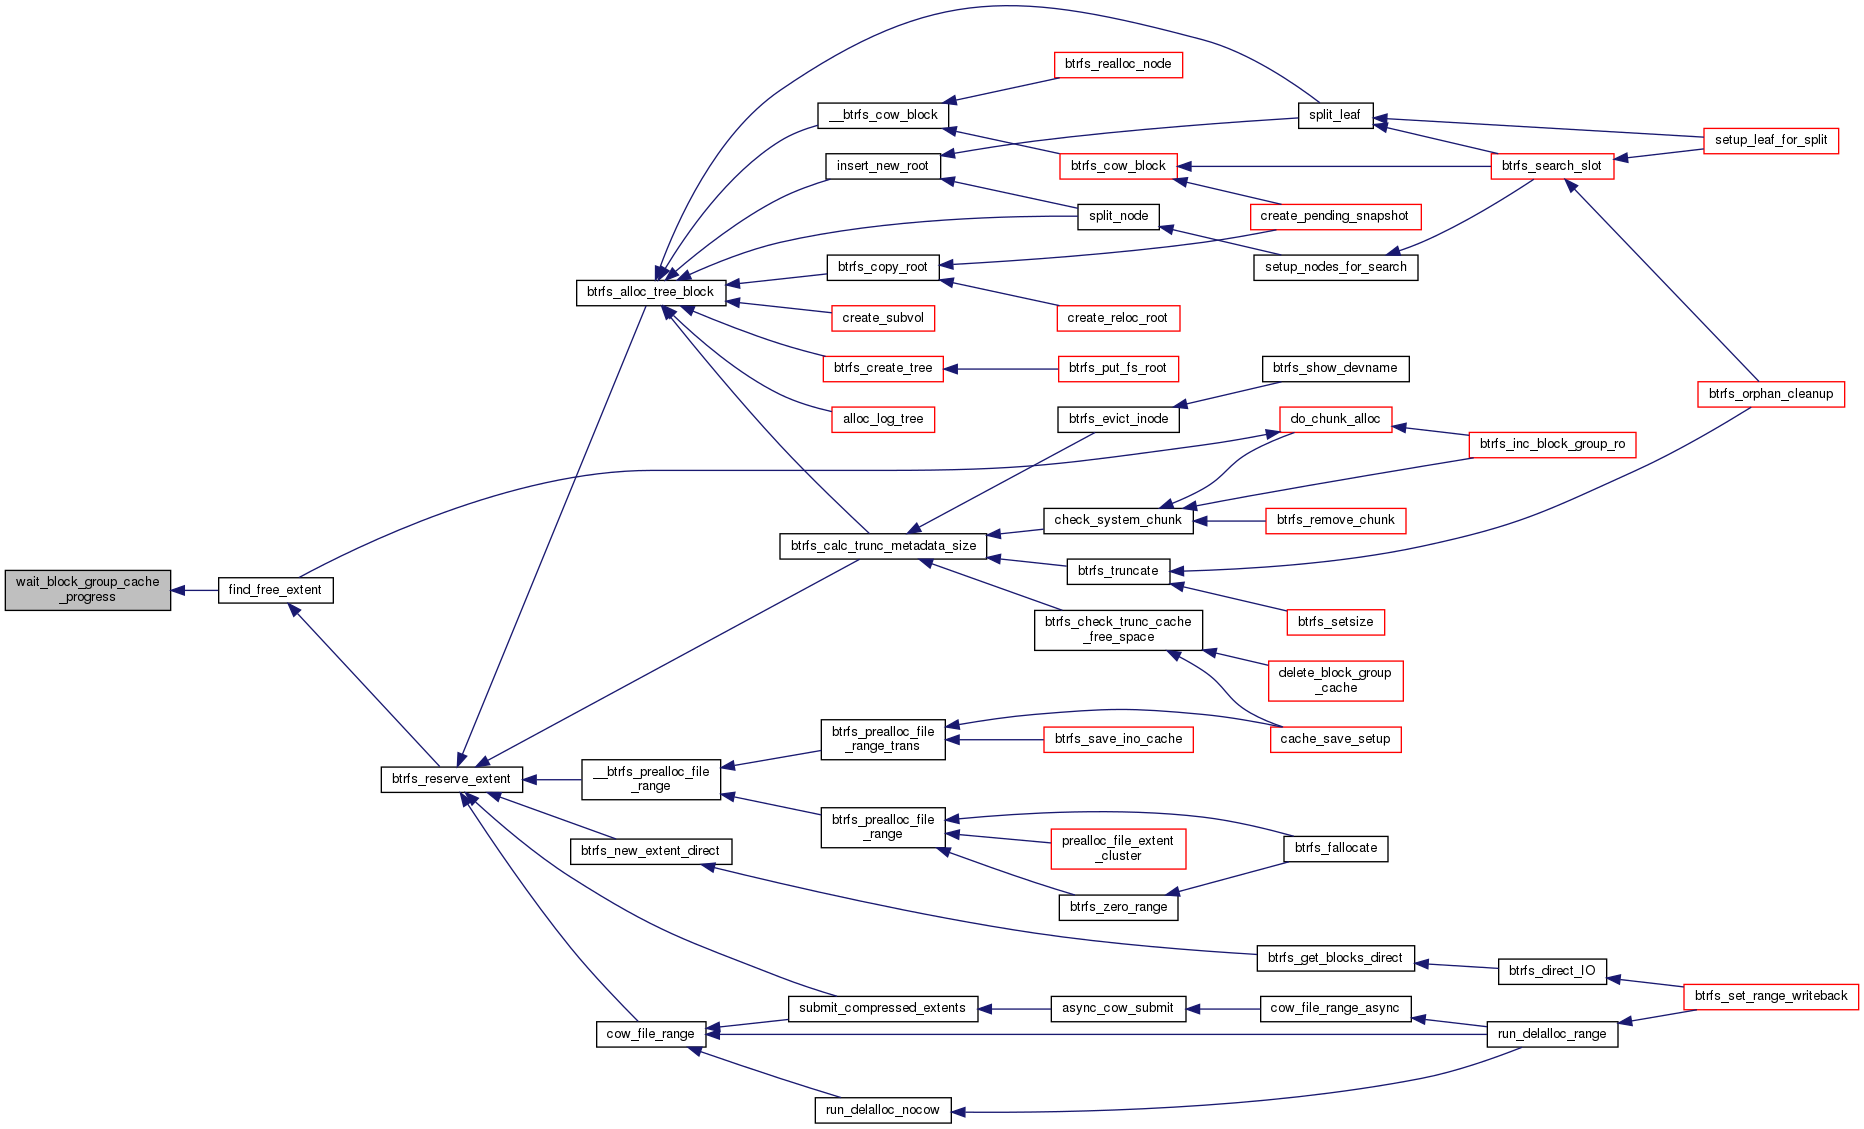 wait_block_group_cache
_progress
find_free_extent
btrfs_reserve_extent
btrfs_alloc_tree_block
__btrfs_prealloc_file
_range
btrfs_new_extent_direct
cow_file_range
__btrfs_cow_block
insert_new_root
btrfs_copy_root
create_subvol
btrfs_create_tree
alloc_log_tree
btrfs_calc_trunc_metadata_size
btrfs_prealloc_file
_range_trans
btrfs_prealloc_file
_range
submit_compressed_extents
run_delalloc_nocow
btrfs_realloc_node
btrfs_cow_block
split_node
create_reloc_root
btrfs_put_fs_root
btrfs_evict_inode
check_system_chunk
btrfs_truncate
btrfs_check_trunc_cache
_free_space
btrfs_save_ino_cache
prealloc_file_extent
_cluster
btrfs_zero_range
async_cow_submit
split_leaf
create_pending_snapshot
setup_nodes_for_search
btrfs_show_devname
do_chunk_alloc
btrfs_remove_chunk
btrfs_setsize
delete_block_group
_cache
cache_save_setup
btrfs_fallocate
btrfs_get_blocks_direct
cow_file_range_async
btrfs_search_slot
btrfs_inc_block_group_ro
btrfs_direct_IO
run_delalloc_range
setup_leaf_for_split
btrfs_orphan_cleanup
btrfs_set_range_writeback